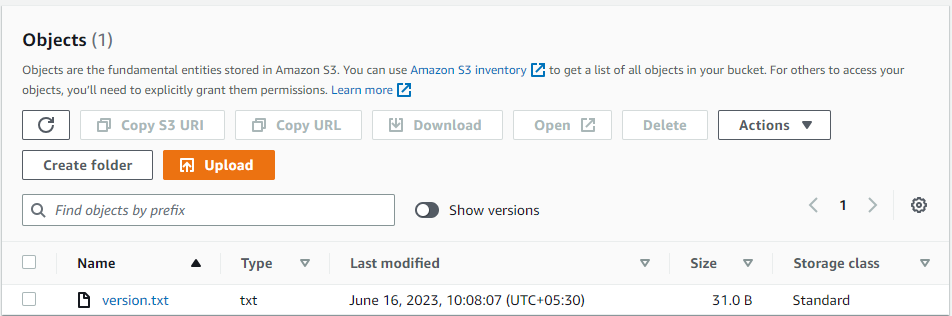 Objects (1)
Objects are the fundamental entities stored in Amazon S3. You can use Amazon S3 inventory to get a list of all objects in your bucket. For others to access your
objects, you'll need to explicitly grant them permissions. Learn more
Copy S3 URI Copy URL Download Open Delete Actions
Create folder Upload
Find objects by prefix Show versions 1
Name Type Last modified Size Storage class
version.txt txt June 16, 2023, 10:08:07 (UTC+05:30) 31.0 B Standard